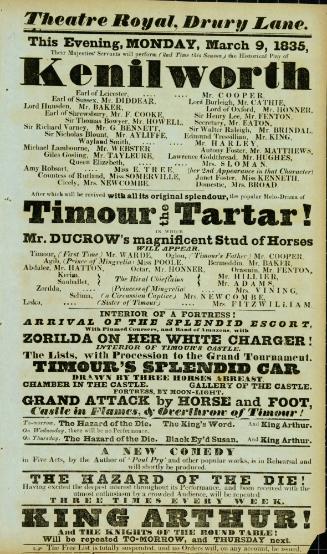 Theatre Royal, Drury Lane.
This Evening, MONDAY, March 9, 1835,
Their Majesties' Servants will perform (2nd Time this Season) the Historical Play of
Kenilworth
Earl of Leicester, .... .... Mr. COOPER,
Earl of Sussex, Mr. DIDDEAR, Lord Burleigh, Mr. CATHIE,
Lord Hunsden, Mr. BAKER, Lord of Oxford, Mr. HONNER,
Earl of Shrewsbury, Mr. F. COOKE, Sir Henry Lee, Mr. FENTON,
Sir Thomas Bowyer, Mr. HOWELL, Secretary, Mr. EATON,
Sir Richard Varney, Mr. G. BENNETT, Sir Walter Raleigh, Mr. BRINDAL,
Sir Nicholas Blount, Mr. AYLIFFE, Edmund Tressilian, Mr. KING,
Wayland Smith, .... .... Mr. HARLEY,
Michael Lambourne, Mr. WEBSTER Antony Foster, Mr. MATTHEWS,
Giles Gosling, Mr. TAYLEURE, Lawrence Goldthread, Mr. HUGHES,
Queen Elizabeth, .... .... Mrs. SLOMAN,
Amy Robsart, .... Miss E. TREE, (her 2nd Appearance in that Character)
Countess of Rutland, Miss SOMERVILLE, Janet Foster, Miss KENNETH,
Cicely, Mrs. NEWCOMBE, Domestic, Mrs. BROAD
After which will be revived with all its original splendour, the popular Melo-Drama of
Timour the Tartar!
IN WHICH
Mr. DUCROW's magnificent Stud of Horses
WILL APPEAR.
Timour, (First Time) Mr. WARDE, Oglou, (Timour's Father) Mr. COOPER,
Agib, (Prince of Mingrelia) Miss POOLE, Bermeddin, Mr. BAKER,
Abdalec, Mr. HATTON, Octar, Mr. HONNER, Orasmin, Mr. FENTON,
Kerim, .... } The Rival Chieftains { Mr. HILLIER,
Sanballat, Mr. ADAMS,
Zorilda, (Princess of Mingrelia) Mrs. VINING,
Selima, (a Circassian Captive) Mrs. NEWCOMBE,
Liska, (Sister of Timour) .... Mrs. FITZWILLIAM.
INTERIOR OF A FORTRESS!
ARRIVAL OF THE SPLENDID ESCORT,
With Plumed Coursers, and Band of Amazons, with
ZORILDA ON HER WHITE CHARGER!
INTERIOR OF TIMOUR'S CASTLE.
The Lists, with Procession to the Grand Tournament.
TIMOUR'S SPLENDID CAR
DRAWN BY THREE HORSES ABREAST
CHAMBER IN THE CASTLE. GALLERY OF THE CASTLE.
FORTRESS, BY MOON-LIGHT.
GRAND ATTACK by HORSE and FOOT,
Castle in Flames, & Overthrow of Timour!
To-morrow, The Hazard of the Die. The King's Word. And King Arthur.
On Wednesday, there will be no Performance.
On Thursday, The Hazard of the Die. Black Ey'd Susan. And King Arthur.
A NEW COMEDY
in Five Acts, by the Author of 'Paul Pry' and other popular works, is in Rehearsal and
will shortly be produced.
THE HAZARD OF THE DIE!
Having excited the deepest interest throughout its Performance, and been received with the
utmost enthusiasm by a crowded Audience, will be repeated
THREE TIMES EVERY WEEK.
KING ARTHUR!
And THE KNIGHTS OF THE ROUND TABLE!
Will be repeated TO-MORROW, and THURSDAY next.
The Free List is totally suspended, and no Orders will, on any account, be issued.